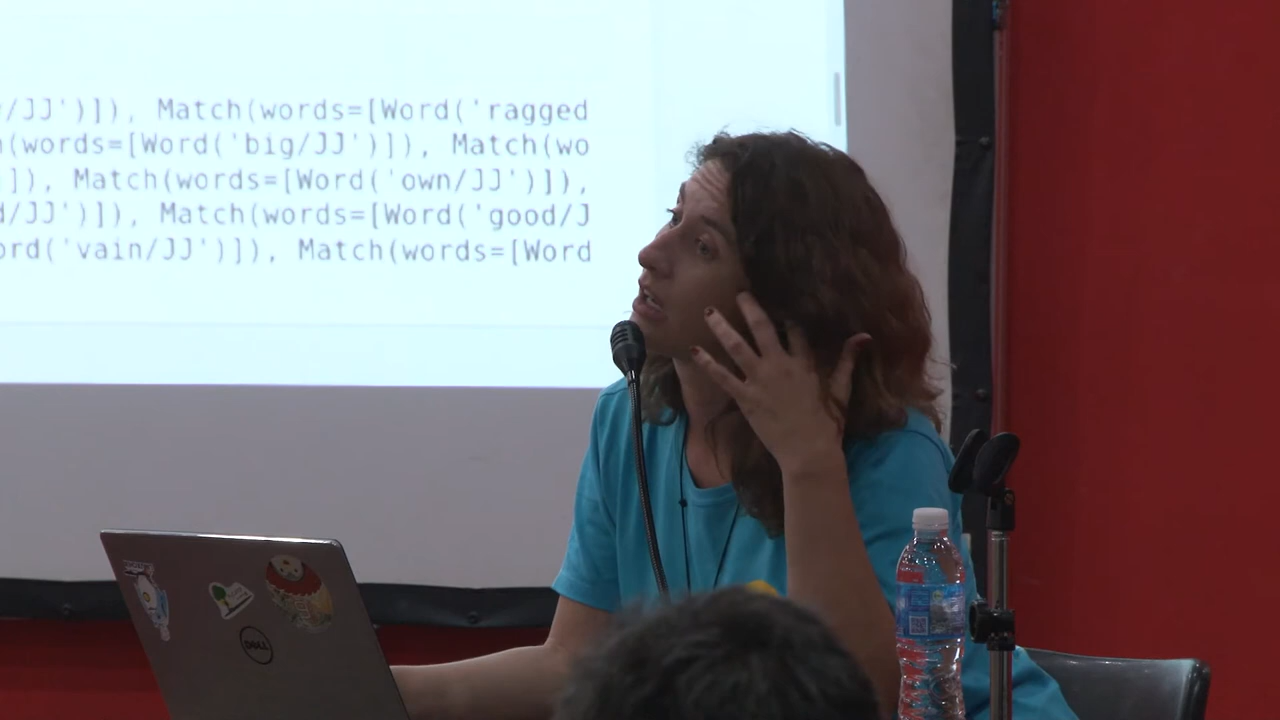 /JJ')]), Match(words=[Word('ragged
(words=[Word('big/JJ')]), Match(wo
]), Match(words=[Word('own/JJ')]),
/JJ')]), Match(words=[Word('good/J
ord('vain/JJ')]), Match(words=[Word
DELL